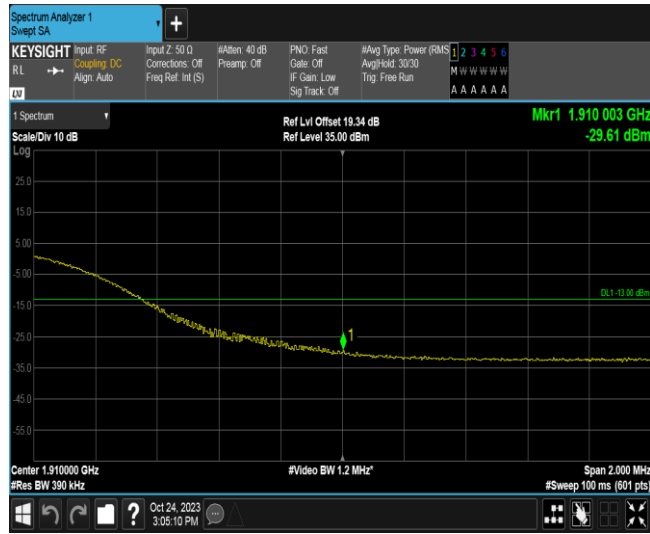 Spectrum Analyzer 1
Swept SA
+
KEYSIGHT
RL
LXI
Input: RF
Coupling: DC
Align: Auto
Input Z: 50 Ω
Corrections: Off
Freq Ref: Int (S)
#Atten: 40 dB
Preamp: Off
PNO: Fast
Gate: Off
IF Gain: Low
Sig Track: Off
#Avg Type: Power (RMS
Avg|Hold: 30/30
Trig: Free Run
1 2 3 4 5 6
M W W W W W
A A A A A A
1 Spectrum
Scale/Div 10 dB
Log
Ref Lvl Offset 19.34 dB
Ref Level 35.00 dBm
Mkr1 1.910 003 GHz
-29.61 dBm
25.0
15.0
5.00
-5.00
DL1 -13.00 dBm
-15.0
1
-25.0
-35.0
-45.0
-55.0
Center 1.910000 GHz
#Video BW 1.2 MHz*
Span 2.000 MHz
#Res BW 390 kHz
#Sweep 100 ms (601 pts)
?
Oct 24, 2023
3:05:10 PM